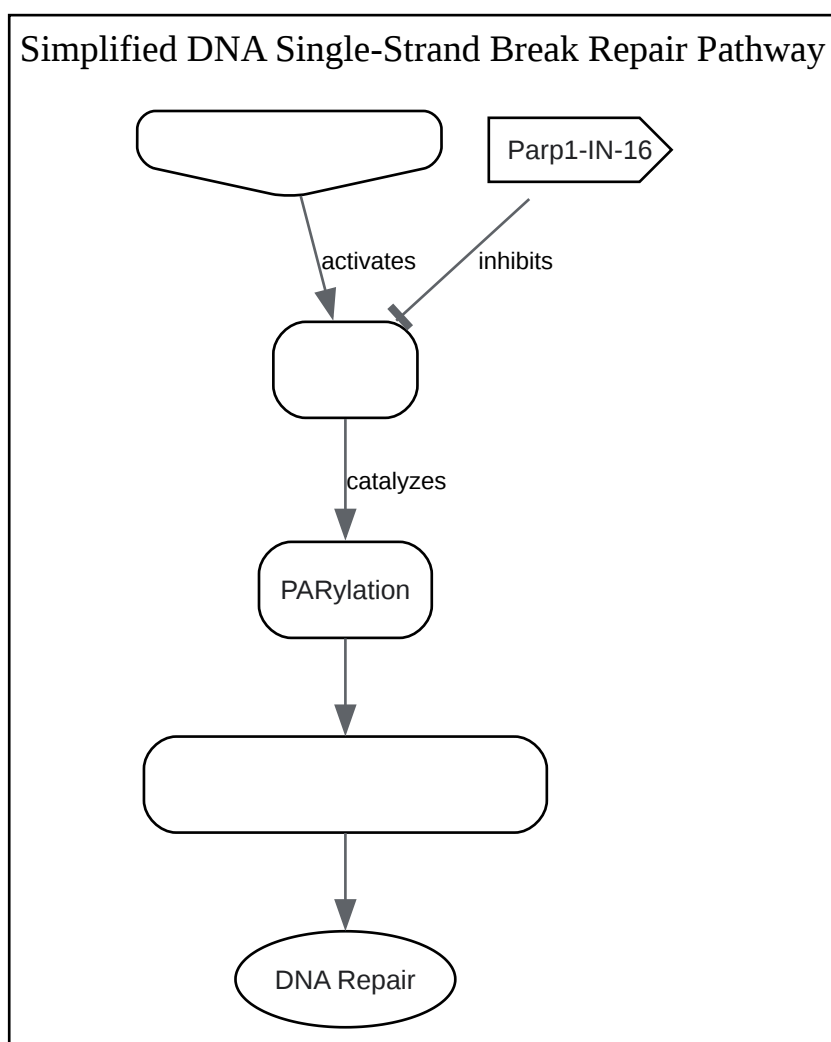 Simplified DNA Single-Strand Break Repair Pathway
Parp1-IN-16
activates
inhibits
catalyzes
PARylation
DNA Repair